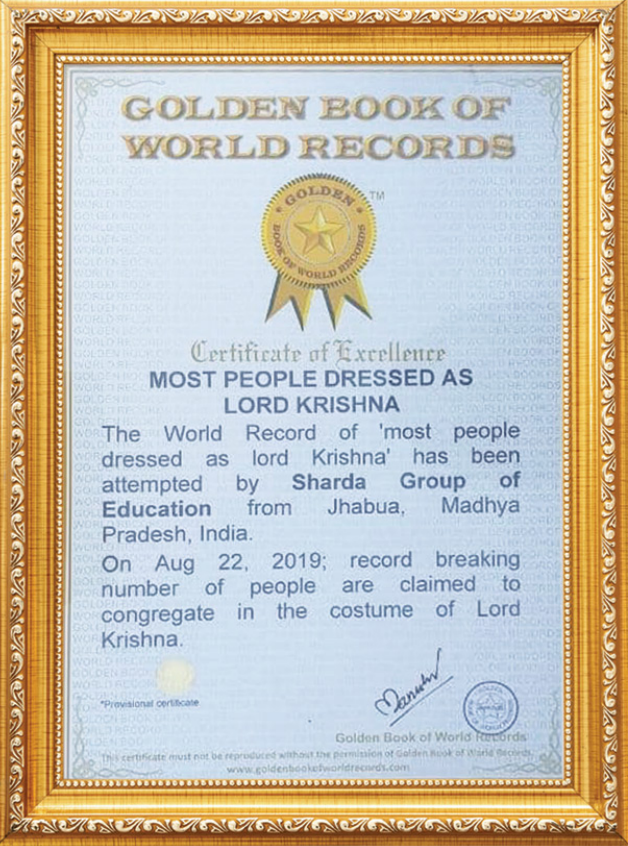 GOLDEN BOOK OF
WORLD RECORDS
GOLDEN
BOOK OF WORLD RECORDS
TM
Certificate of Excellence
MOST PEOPLE DRESSED AS
LORD KRISHNA
The World Record of 'most people
dressed as lord Krishna' has been
attempted by Sharda Group of
Education from Jhabua, Madhya
Pradesh, India.
On Aug 22, 2019; record breaking
number of people are claimed to
congregate in the costume of Lord
Krishna.
*Provisional certificate
Golden Book of World Records
This certificate must not be reproduced without the permission of Golden Book of World Records
www.goldenbookofworldrecords.com